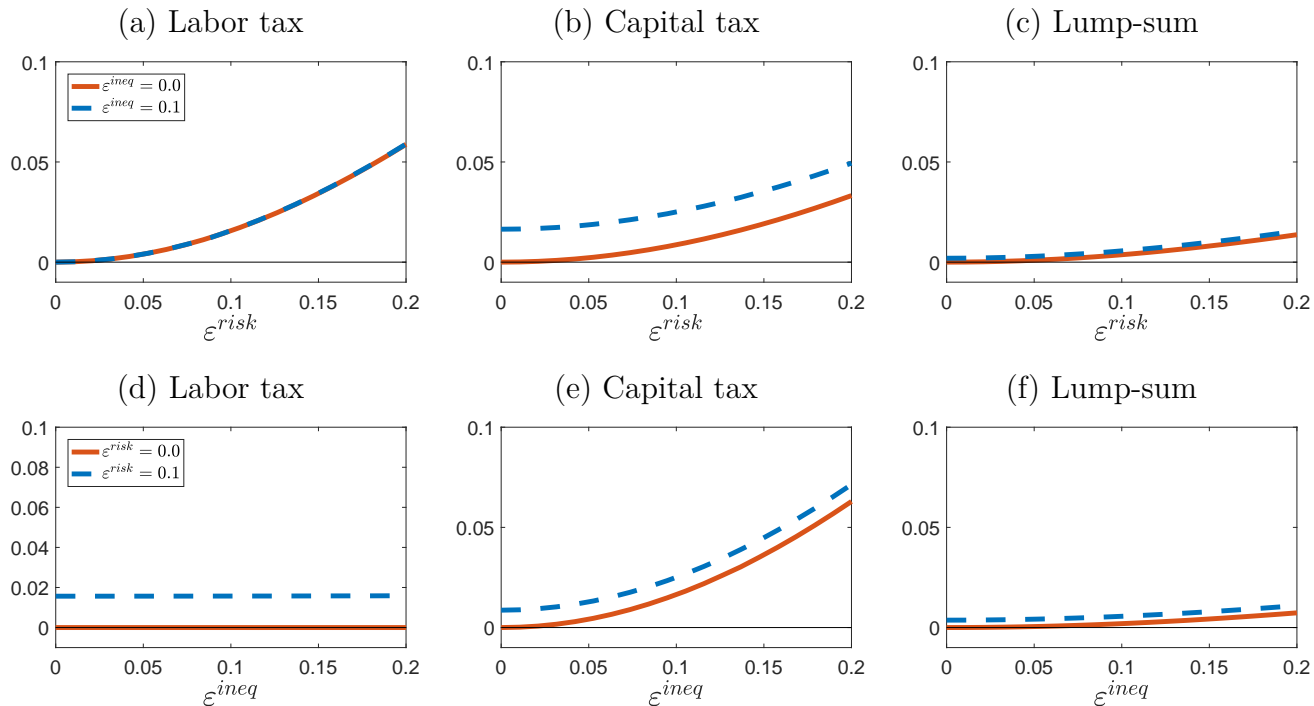 (a) Labor tax
(b) Capital tax
(c) Lump-sum
0.1
0.05
0
ε^{ineq} = 0.0
ε^{ineq} = 0.1
0 0.05 0.1 0.15 0.2
ε^{risk}
0.1
0.05
0
0 0.05 0.1 0.15 0.2
ε^{risk}
0.1
0.05
0
0 0.05 0.1 0.15 0.2
ε^{risk}
(d) Labor tax
(e) Capital tax
(f) Lump-sum
0.1
0.08
0.06
0.04
0.02
0
ε^{risk} = 0.0
ε^{risk} = 0.1
0 0.05 0.1 0.15 0.2
ε^{ineq}
0.1
0.05
0
0 0.05 0.1 0.15 0.2
ε^{ineq}
0.1
0.05
0
0 0.05 0.1 0.15 0.2
ε^{ineq}